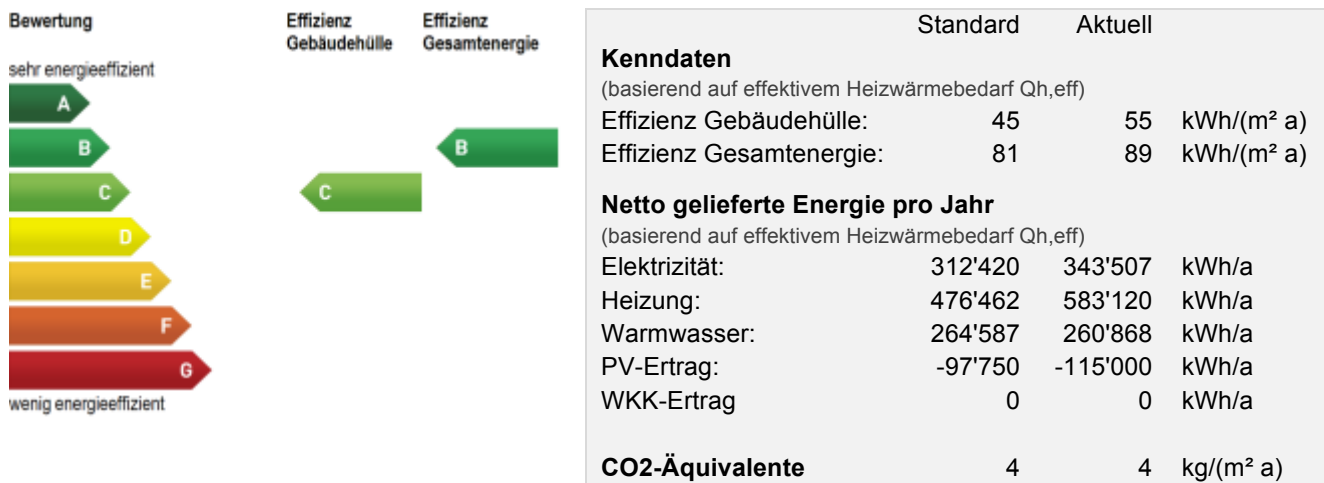 Bewertung
Effizienz
Gebäudehülle
Effizienz
Gesamtenergie
sehr energieeffizient
A
B
B
C
C
D
E
F
G
wenig energieeffizient
Standard Aktuell
Kenndaten
(basierend auf effektivem Heizwärmebedarf Qh,eff)
Effizienz Gebäudehülle: 45 55 kWh/(m² a)
Effizienz Gesamtenergie: 81 89 kWh/(m² a)
Netto gelieferte Energie pro Jahr
(basierend auf effektivem Heizwärmebedarf Qh,eff)
Elektrizität: 312'420 343'507 kWh/a
Heizung: 476'462 583'120 kWh/a
Warmwasser: 264'587 260'868 kWh/a
PV-Ertrag: -97'750 -115'000 kWh/a
WKK-Ertrag 0 0 kWh/a
CO2-Äquivalente 4 4 kg/(m² a)